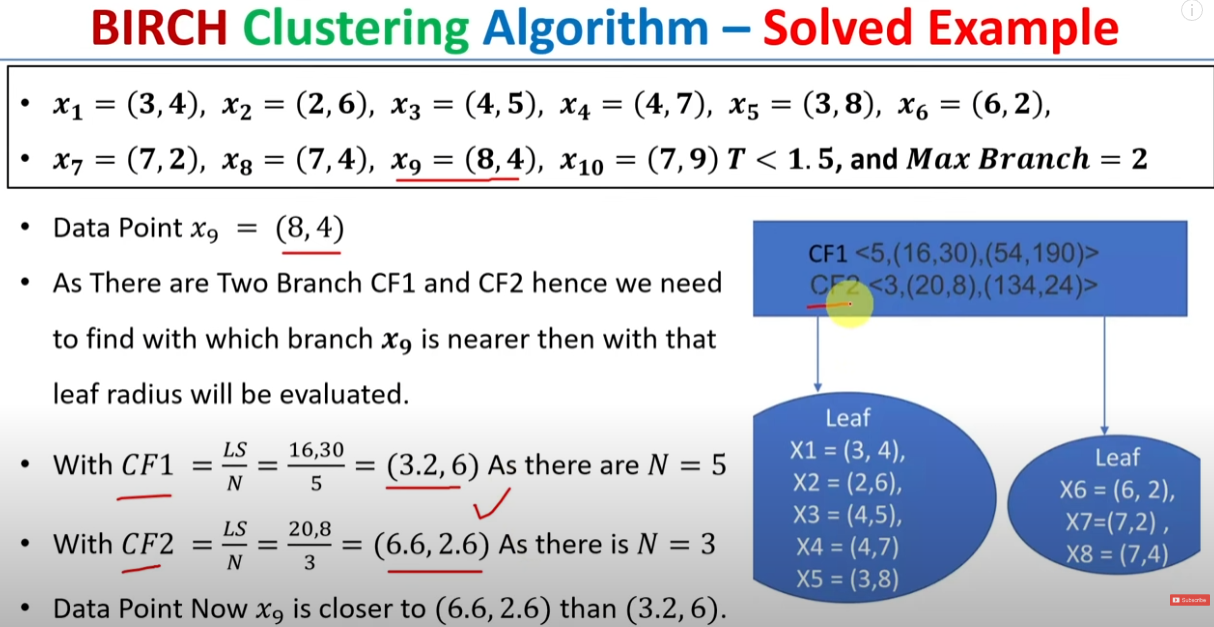 BIRCH Clustering Algorithm – Solved Example
• x₁ = (3, 4), x₂ = (2, 6), x₃ = (4, 5), x₄ = (4, 7), x₅ = (3, 8), x₆ = (6, 2),
• x₇ = (7, 2), x₈ = (7, 4), x₉ = (8, 4), x₁₀ = (7, 9) T < 1.5, and Max Branch = 2
• Data Point x₉ = (8, 4)
• As There are Two Branch CF1 and CF2 hence we need
to find with which branch x₉ is nearer then with that
leaf radius will be evaluated.
• With CF1 = LS/N = 16,30/5 = (3.2, 6) As there are N = 5
• With CF2 = LS/N = 20,8/3 = (6.6, 2.6) As there is N = 3
• Data Point Now x₉ is closer to (6.6, 2.6) than (3.2, 6).
CF1 <5,(16,30),(54,190)>
CF2 <3,(20,8),(134,24)>
Leaf
X1 = (3, 4),
X2 = (2,6),
X3 = (4,5),
X4 = (4,7)
X5 = (3,8)
Leaf
X6 = (6, 2),
X7=(7,2) ,
X8 = (7,4)
Subscribe
i